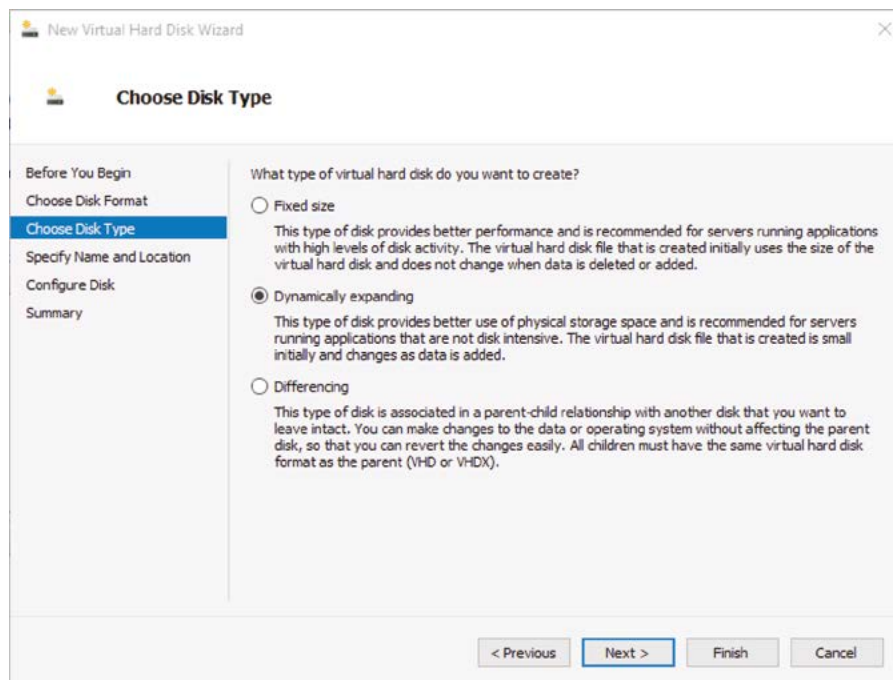 New Virtual Hard Disk Wizard
Choose Disk Type
Before You Begin
Choose Disk Format
Choose Disk Type
Specify Name and Location
Configure Disk
Summary
What type of virtual hard disk do you want to create?
Fixed size
This type of disk provides better performance and is recommended for servers running applications
with high levels of disk activity. The virtual hard disk file that is created initially uses the size of the
virtual hard disk and does not change when data is deleted or added.
Dynamically expanding
This type of disk provides better use of physical storage space and is recommended for servers
running applications that are not disk intensive. The virtual hard disk file that is created is small
initially and changes as data is added.
Differencing
This type of disk is associated in a parent-child relationship with another disk that you want to
leave intact. You can make changes to the data or operating system without affecting the parent
disk, so that you can revert the changes easily. All children must have the same virtual hard disk
format as the parent (VHD or VHDX).
< Previous
Next >
Finish
Cancel